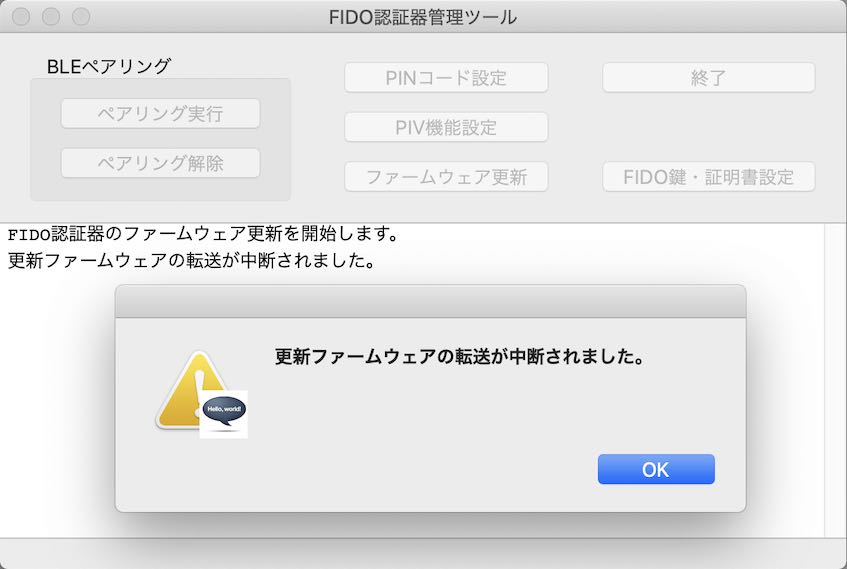 FIDO認証器管理ツール
BLEペアリング
ペアリング実行
ペアリング解除
PINコード設定
PIV機能設定
ファームウェア更新
終了
FIDO鍵・証明書設定
FIDO認証器のファームウェア更新を開始します。
更新ファームウェアの転送が中断されました。
更新ファームウェアの転送が中断されました。
Hello, world!
OK